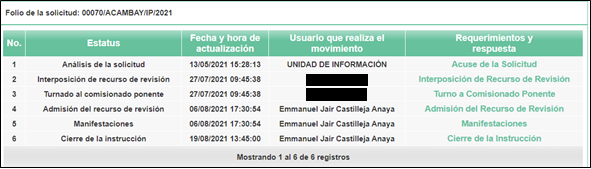 Folio de la solicitud: 00070/ACAMBAY/IP/2021
No. Estatus Fecha y hora de actualización Usuario que realiza el movimiento Requerimientos y respuesta
1 Análisis de la solicitud 13/05/2021 15:28:13 UNIDAD DE INFORMACIÓN Acuse de la Solicitud
2 Interposición de recurso de revisión 27/07/2021 09:45:38 Interposición de Recurso de Revisión
3 Turnado al comisionado ponente 27/07/2021 09:45:38 Turno a Comisionado Ponente
4 Admisión del recurso de revisión 06/08/2021 17:30:54 Emmanuel Jair Castilleja Anaya Admisión del Recurso de Revisión
5 Manifestaciones 06/08/2021 17:30:54 Emmanuel Jair Castilleja Anaya Manifestaciones
6 Cierre de la instrucción 19/08/2021 13:45:00 Emmanuel Jair Castilleja Anaya Cierre de la Instrucción
Mostrando 1 al 6 de 6 registros